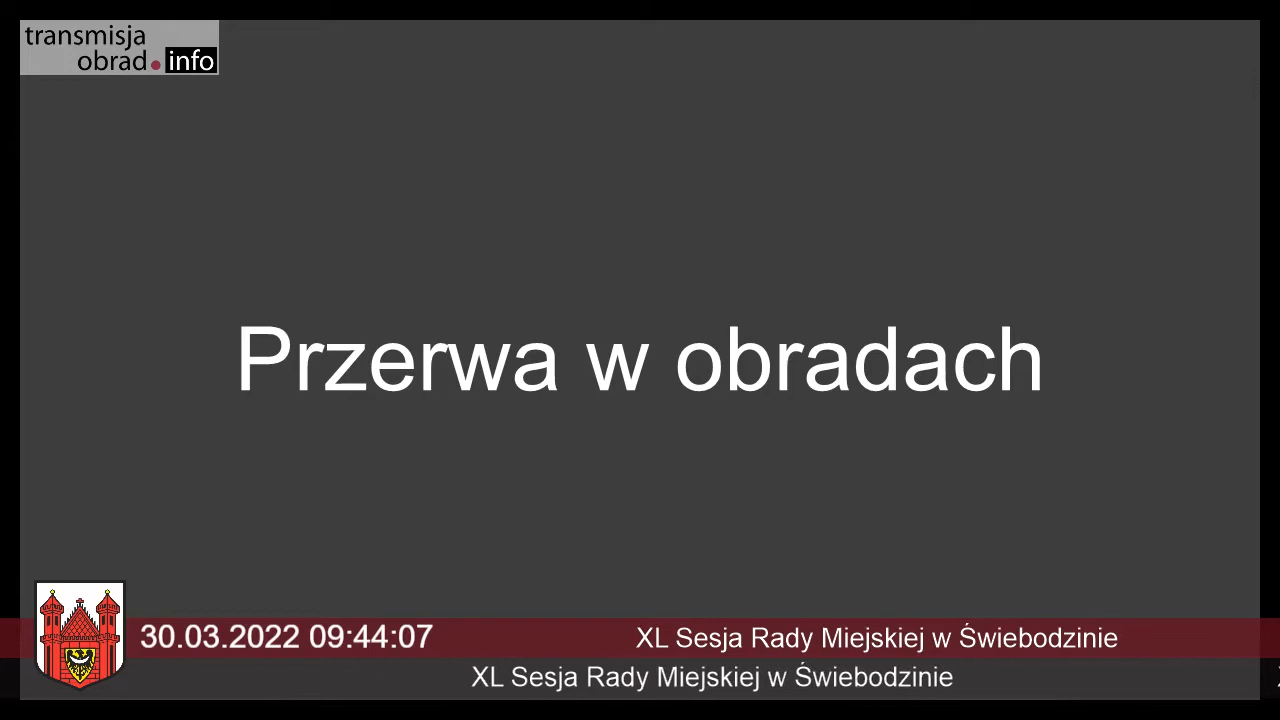 transmisja
obrad.info
Przerwa w obradach
30.03.2022 09:44:07
XL Sesja Rady Miejskiej w Świebodzinie
XL Sesja Rady Miejskiej w Świebodzinie